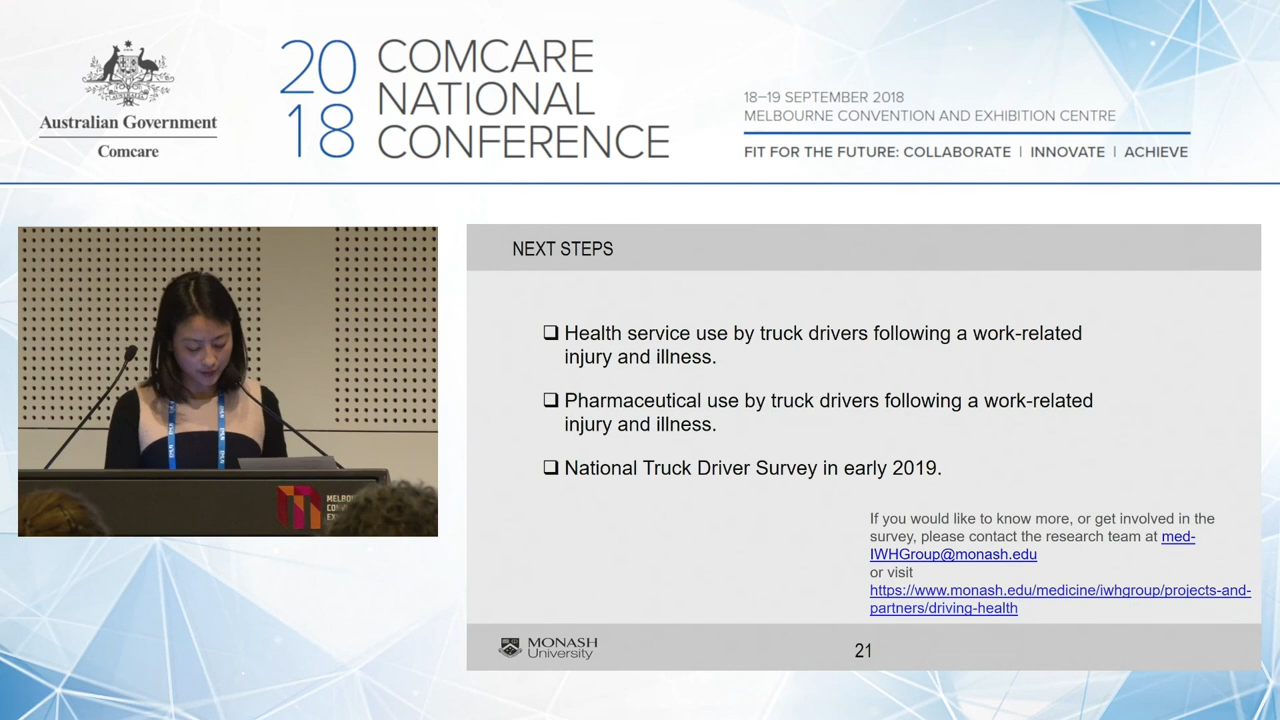 20
18
COMCARE
NATIONAL
CONFERENCE
Australian Government
Comcare
18–19 SEPTEMBER 2018
MELBOURNE CONVENTION AND EXHIBITION CENTRE
FIT FOR THE FUTURE: COLLABORATE | INNOVATE | ACHIEVE
NEXT STEPS
❑ Health service use by truck drivers following a work-related
injury and illness.
❑ Pharmaceutical use by truck drivers following a work-related
injury and illness.
❑ National Truck Driver Survey in early 2019.
If you would like to know more, or get involved in the
survey, please contact the research team at med-
IWHGroup@monash.edu
or visit
https://www.monash.edu/medicine/iwhgroup/projects-and-
partners/driving-health
MONASH
University
21